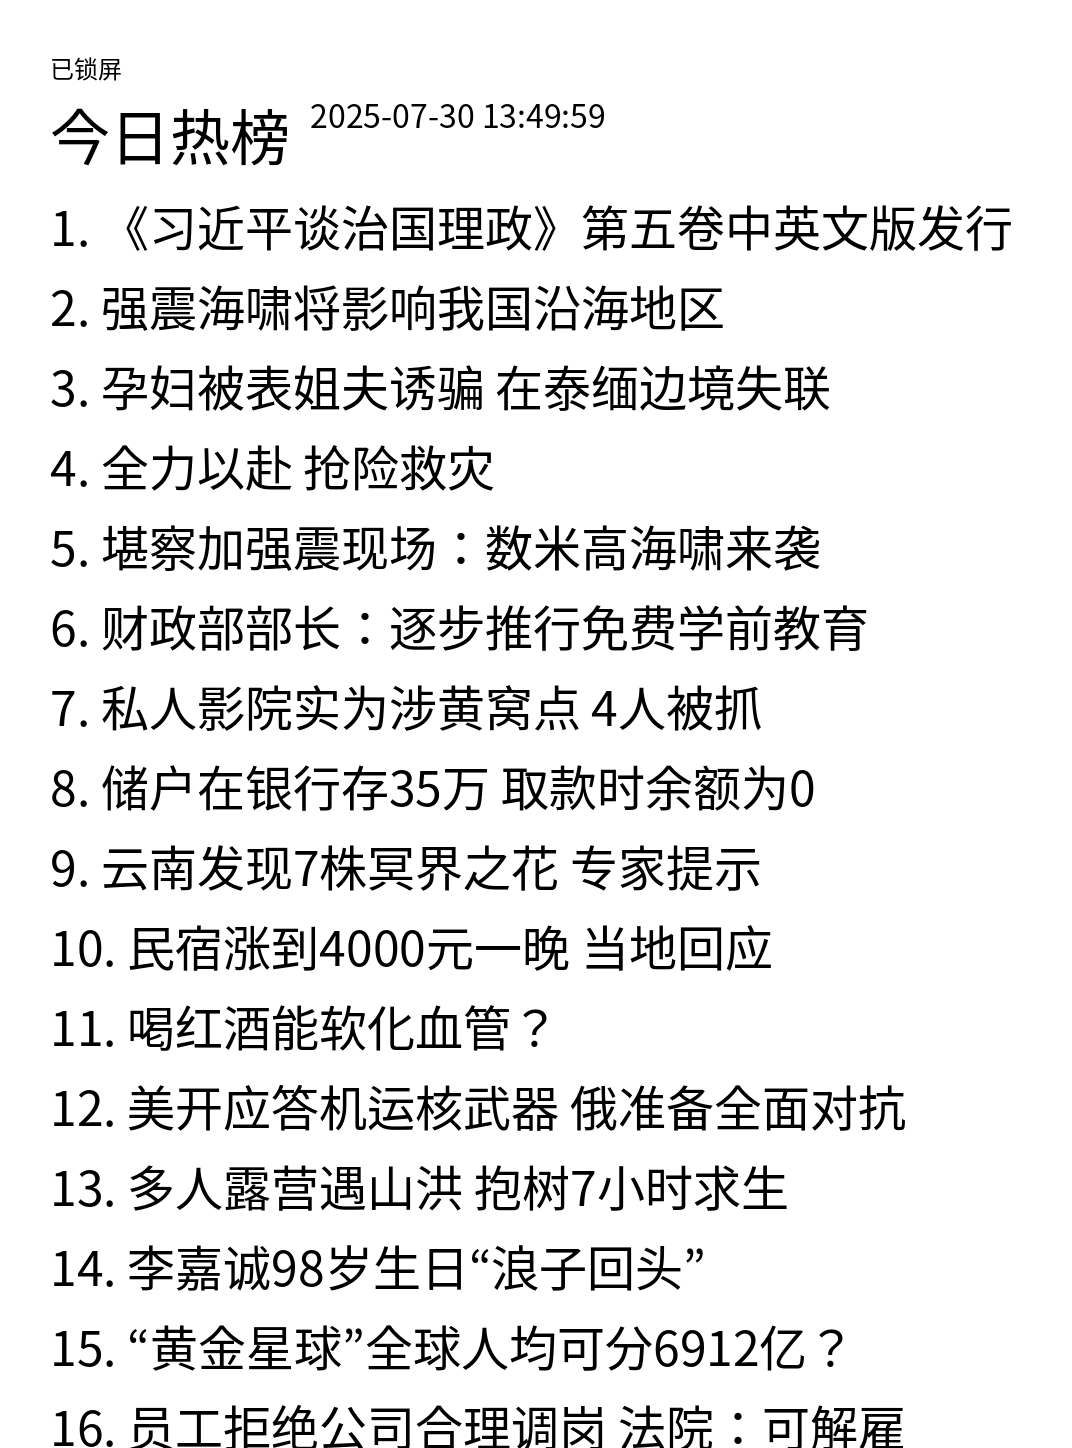 已锁屏
今日热榜 2025-07-30 13:49:59
1. 《习近平谈治国理政》第五卷中英文版发行
2. 强震海啸将影响我国沿海地区
3. 孕妇被表姐夫诱骗 在泰缅边境失联
4. 全力以赴 抢险救灾
5. 堪察加强震现场：数米高海啸来袭
6. 财政部部长：逐步推行免费学前教育
7. 私人影院实为涉黄窝点 4人被抓
8. 储户在银行存35万 取款时余额为0
9. 云南发现7株冥界之花 专家提示
10. 民宿涨到4000元一晚 当地回应
11. 喝红酒能软化血管？
12. 美开应答机运核武器 俄准备全面对抗
13. 多人露营遇山洪 抱树7小时求生
14. 李嘉诚98岁生日“浪子回头”
15. “黄金星球”全球人均可分6912亿？
16. 员工拒绝公司合理调岗 法院：可解雇